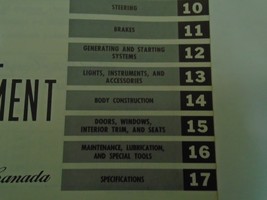 STEERING 10
BRAKES 11
GENERATING AND STARTING
SYSTEMS 12
LIGHTS, INSTRUMENTS, AND
ACCESSORIES 13
BODY CONSTRUCTION 14
DOORS, WINDOWS,
INTERIOR TRIM, AND SEATS 15
MAINTENANCE, LUBRICATION,
AND SPECIAL TOOLS 16
SPECIFICATIONS 17
MENT
Canada